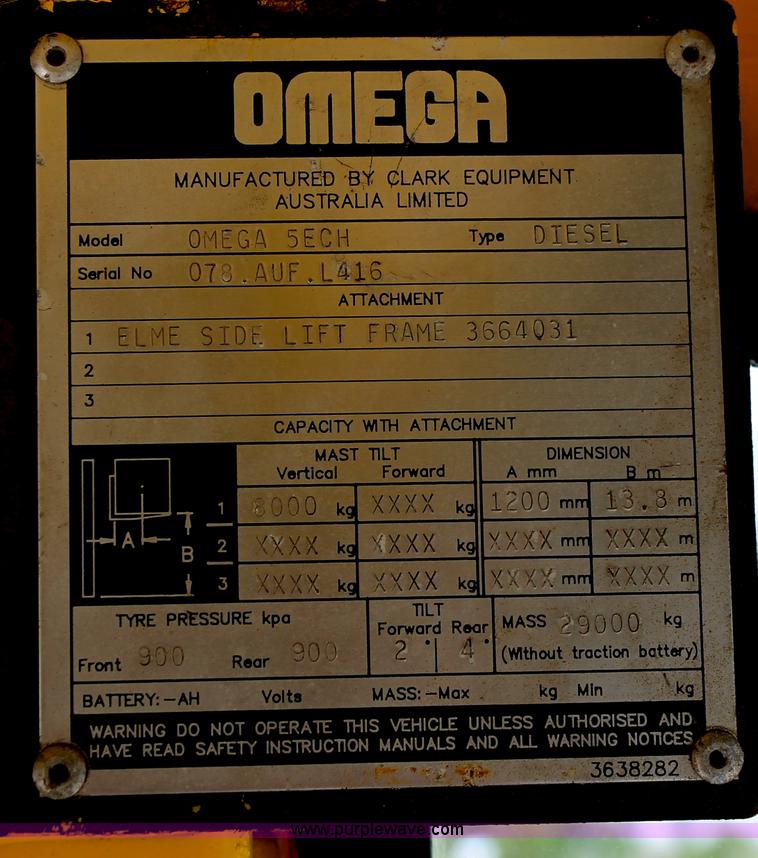 OMEGA
MANUFACTURED BY CLARK EQUIPMENT
AUSTRALIA LIMITED
Model OMEGA 5ECH Type DIESEL
Serial No 078.AUF.L416
ATTACHMENT
1 ELME SIDE LIFT FRAME 3664031
2
3
CAPACITY WITH ATTACHMENT
MAST TILT DIMENSION
Vertical Forward A mm B m
1 8000 kg XXXX kg 1200 mm 13.8 m
A B
2 XXXX kg XXXX kg XXXX mm XXXX m
3 XXXX kg XXXX kg XXXX mm XXXX m
TYRE PRESSURE kpa TILT MASS 29000 kg
Forward Rear
Front 900 Rear 900 2° 4° (Without traction battery)
BATTERY:-AH Volts MASS:-Max kg Min kg
WARNING DO NOT OPERATE THIS VEHICLE UNLESS AUTHORISED AND
HAVE READ SAFETY INSTRUCTION MANUALS AND ALL WARNING NOTICES
3638282
www.purplewave.com